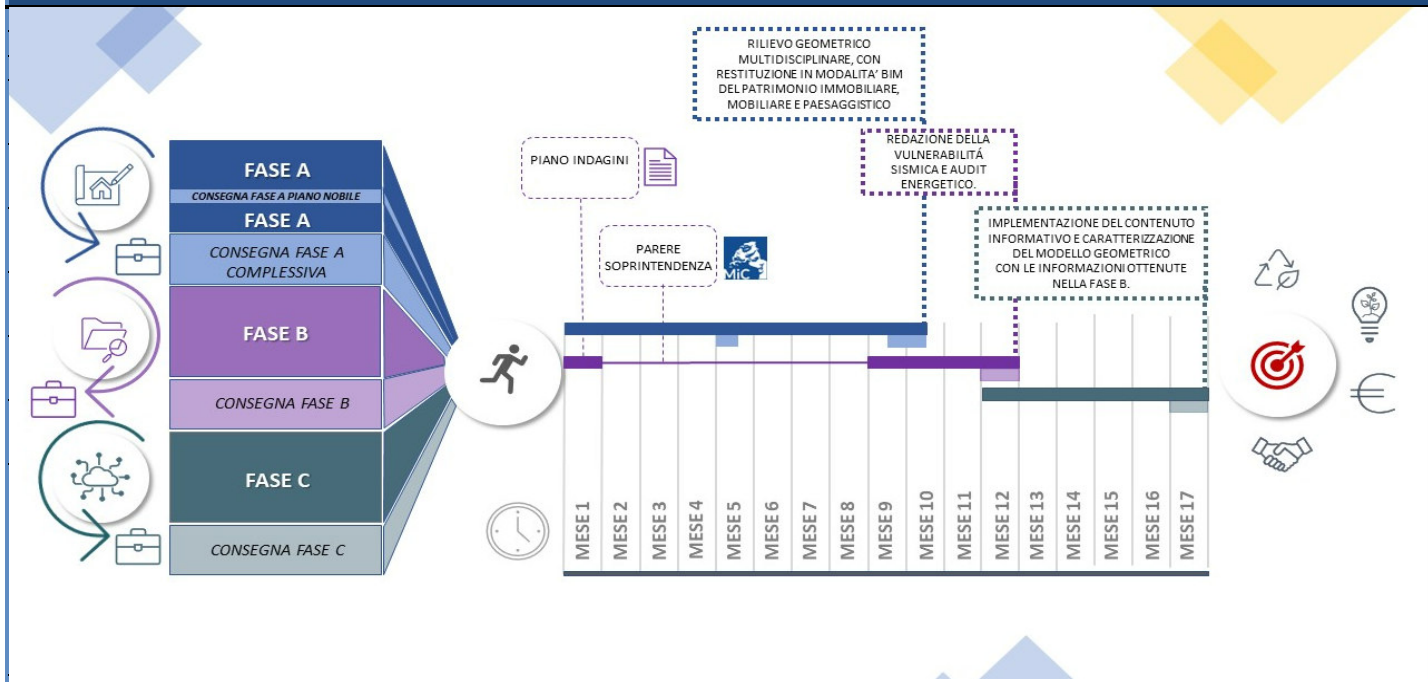 FASE A
CONSEGNA FASE A PIANO NOBILE
FASE A
CONSEGNA FASE A
COMPLESSIVA
FASE B
CONSEGNA FASE B
FASE C
CONSEGNA FASE C
PIANO INDAGINI
PARERE
SOPRINTENDENZA
MiC
RILIEVO GEOMETRICO
MULTIDISCIPLINARE, CON
RESTITUZIONE IN MODALITA' BIM
DEL PATRIMONIO IMMOBILIARE,
MOBILIARE E PAESAGGISTICO
REDAZIONE DELLA
VULNERABILITÁ
SISMICA E AUDIT
ENERGETICO.
IMPLEMENTAZIONE DEL CONTENUTO
INFORMATIVO E CARATTERIZZAZIONE
DEL MODELLO GEOMETRICO
CON LE INFORMAZIONI OTTENUTE
NELLA FASE B.
MESE 1
MESE 2
MESE 3
MESE 4
MESE 5
MESE 6
MESE 7
MESE 8
MESE 9
MESE 10
MESE 11
MESE 12
MESE 13
MESE 14
MESE 15
MESE 16
MESE 17